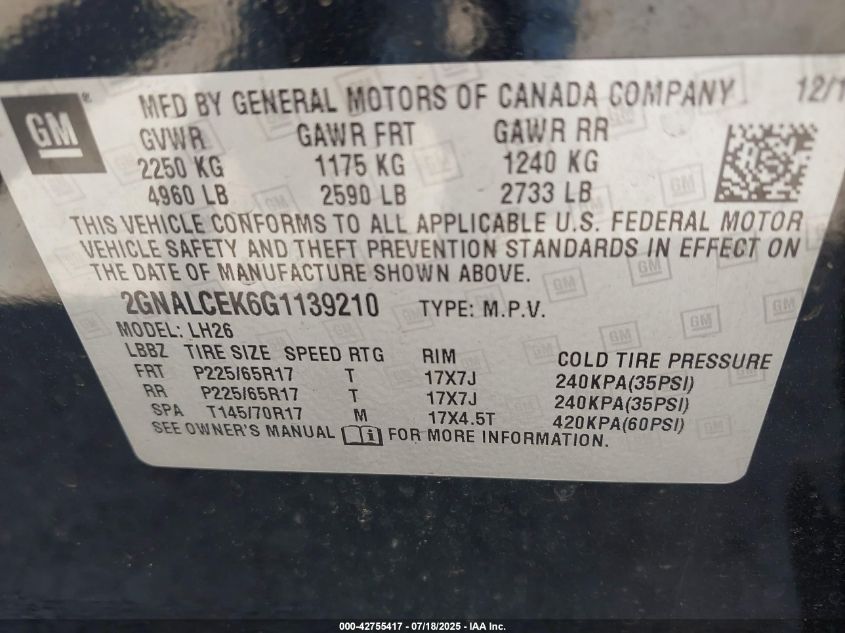 GM ®
MFD BY GENERAL MOTORS OF CANADA COMPANY 12/1
GVWR GAWR FRT GAWR RR
2250 KG 1175 KG 1240 KG
4960 LB 2590 LB 2733 LB
THIS VEHICLE CONFORMS TO ALL APPLICABLE U.S. FEDERAL MOTOR
VEHICLE SAFETY AND THEFT PREVENTION STANDARDS IN EFFECT ON
THE DATE OF MANUFACTURE SHOWN ABOVE.
2GNALCEK6G1139210 TYPE: M.P.V.
MODEL: LH26
LBBZ TIRE SIZE SPEED RTG RIM COLD TIRE PRESSURE
FRT P225/65R17 T 17X7J 240KPA(35PSI)
RR P225/65R17 T 17X7J 240KPA(35PSI)
SPA T145/70R17 M 17X4.5T 420KPA(60PSI)
SEE OWNER'S MANUAL FOR MORE INFORMATION.
000-42755417 - 07/18/2025 - IAA Inc.